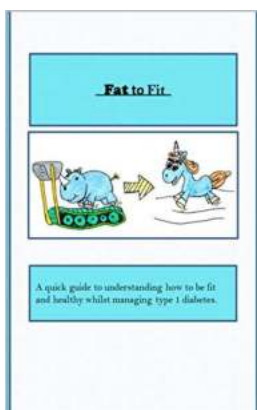 Fat to Fit
A quick guide to understanding how to be fit
and healthy whilst managing type 1 diabetes.